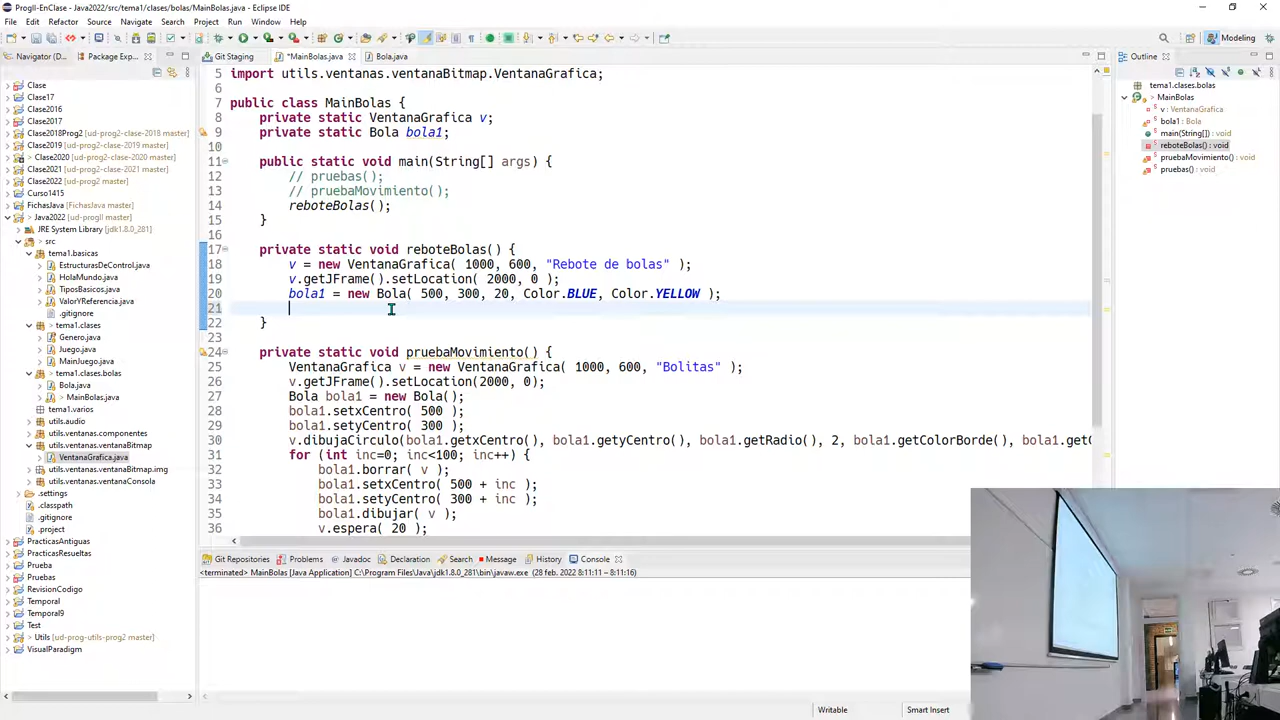 ProgII-EnClase - Java2022/src/tema1/clases/bolas/MainBolas.java - Eclipse IDE
File Edit Refactor Source Navigate Search Project Run Window Help
Modeling
Navigator (D... Package Exp...
Git Staging *MainBolas.java Bola.java
Outline
Clase
Clase17
Clase2016
Clase2017
Clase2018Prog2 [ud-prog2-clase-2018 master]
Clase2019 [ud-prog2-clase-2019 master]
> Clase2020 [ud-prog2-clase-2020 master]
Clase2021 [ud-prog2-clase-2021 master]
Clase2022 [ud-prog2 master]
Curso1415
FichasJava [FichasJava master]
Java2022 [ud-progII master]
JRE System Library [jdk1.8.0_281]
src
tema1.basicas
EstructurasDeControl.java
HolaMundo.java
TiposBasicos.java
ValorYReferencia.java
.gitignore
tema1.clases
Genero.java
Juego.java
MainJuego.java
tema1.clases.bolas
Bola.java
MainBolas.java
tema1.varios
utils.audio
utils.ventanas.componentes
utils.ventanas.ventanaBitmap
VentanaGrafica.java
utils.ventanas.ventanaBitmap.img
utils.ventanas.ventanaConsola
.settings
.classpath
.gitignore
.project
PracticasAntiguas
PracticasResueltas
Prueba
Pruebas
RevisionCodigo
Temporal
Temporal9
Test
> Utils [ud-prog-utils-prog2 master]
VisualParadigm
5 import utils.ventanas.ventanaBitmap.VentanaGrafica;
6
7 public class MainBolas {
8 private static VentanaGrafica v;
9 private static Bola bola1;
10
11 public static void main(String[] args) {
12 // pruebas();
13 // pruebaMovimiento();
14 reboteBolas();
15 }
16
17 private static void reboteBolas() {
18 v = new VentanaGrafica( 1000, 600, "Rebote de bolas" );
19 v.getJFrame().setLocation( 2000, 0 );
20 bola1 = new Bola( 500, 300, 20, Color.BLUE, Color.YELLOW );
21
22 }
23
24 private static void pruebaMovimiento() {
25 VentanaGrafica v = new VentanaGrafica( 1000, 600, "Bolitas" );
26 v.getJFrame().setLocation(2000, 0);
27 Bola bola1 = new Bola();
28 bola1.setxCentro( 500 )
29 bola1.setyCentro( 300 )
30 v.dibujaCirculo(bola1.getxCentro(), bola1.getyCentro(), bola1.getRadio(), 2, bola1.getColorBorde(), bola1.getC
31 for (int inc=0; inc<100; inc++) {
32 bola1.borrar( v );
33 bola1.setxCentro( 500 + inc );
34 bola1.setyCentro( 300 + inc );
35 bola1.dibujar( v );
36 v.espera( 20 );
tema1.clases.bolas
MainBolas
v : VentanaGrafica
bola1 : Bola
main(String[]) : void
reboteBolas() : void
pruebaMovimiento() : void
pruebas() : void
Git Repositories Problems Javadoc Declaration Search Message History Console
<terminated> MainBolas [Java Application] C:\Program Files\Java\jdk1.8.0_281\bin\javaw.exe (28 feb. 2022 8:11:11 – 8:11:16)
Writable Smart Insert